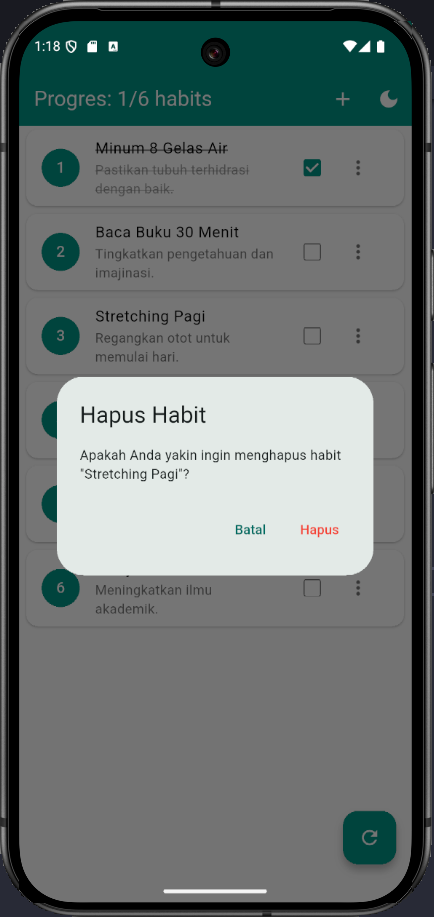 1:18
Progres: 1/6 habits
1
Minum 8 Gelas Air
Pastikan tubuh terhidrasi
dengan baik.
2
Baca Buku 30 Menit
Tingkatkan pengetahuan dan
imajinasi.
3
Stretching Pagi
Regangkan otot untuk
memulai hari.
Hapus Habit
Apakah Anda yakin ingin menghapus habit
"Stretching Pagi"?
Batal
Hapus
6
Meningkatkan ilmu
akademik.